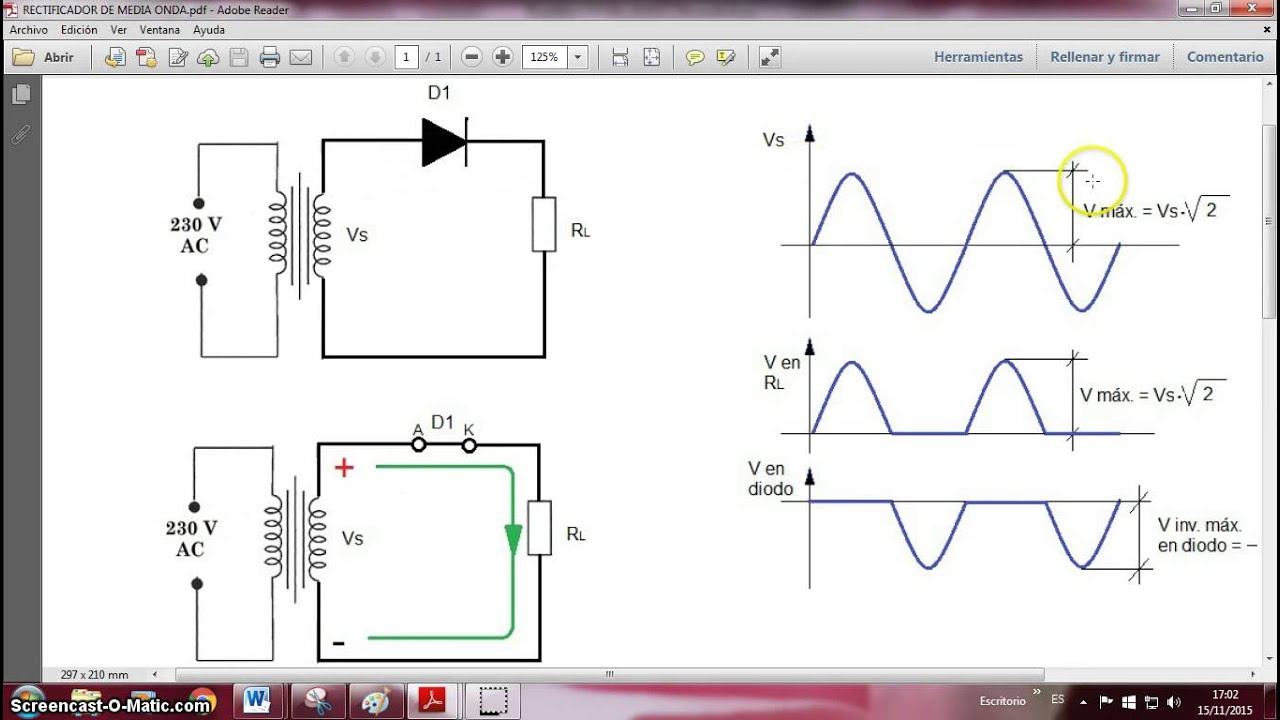 RECTIFICADOR DE MEDIA ONDA.pdf - Adobe Reader
Archivo Edición Ver Ventana Ayuda
Abrir 1 / 1 125% Herramientas Rellenar y firmar Comentario
D1
230 V
AC
Vs
RL
Vs
V máx. = Vs·√2
V en
RL
V máx. = Vs·√2
V en
diodo
V inv. máx.
en diodo = –
A D1 K
+
230 V
AC
Vs
RL
-
297 x 210 mm
Screencast-O-Matic.com
Escritorio » ES 17:02
15/11/2015